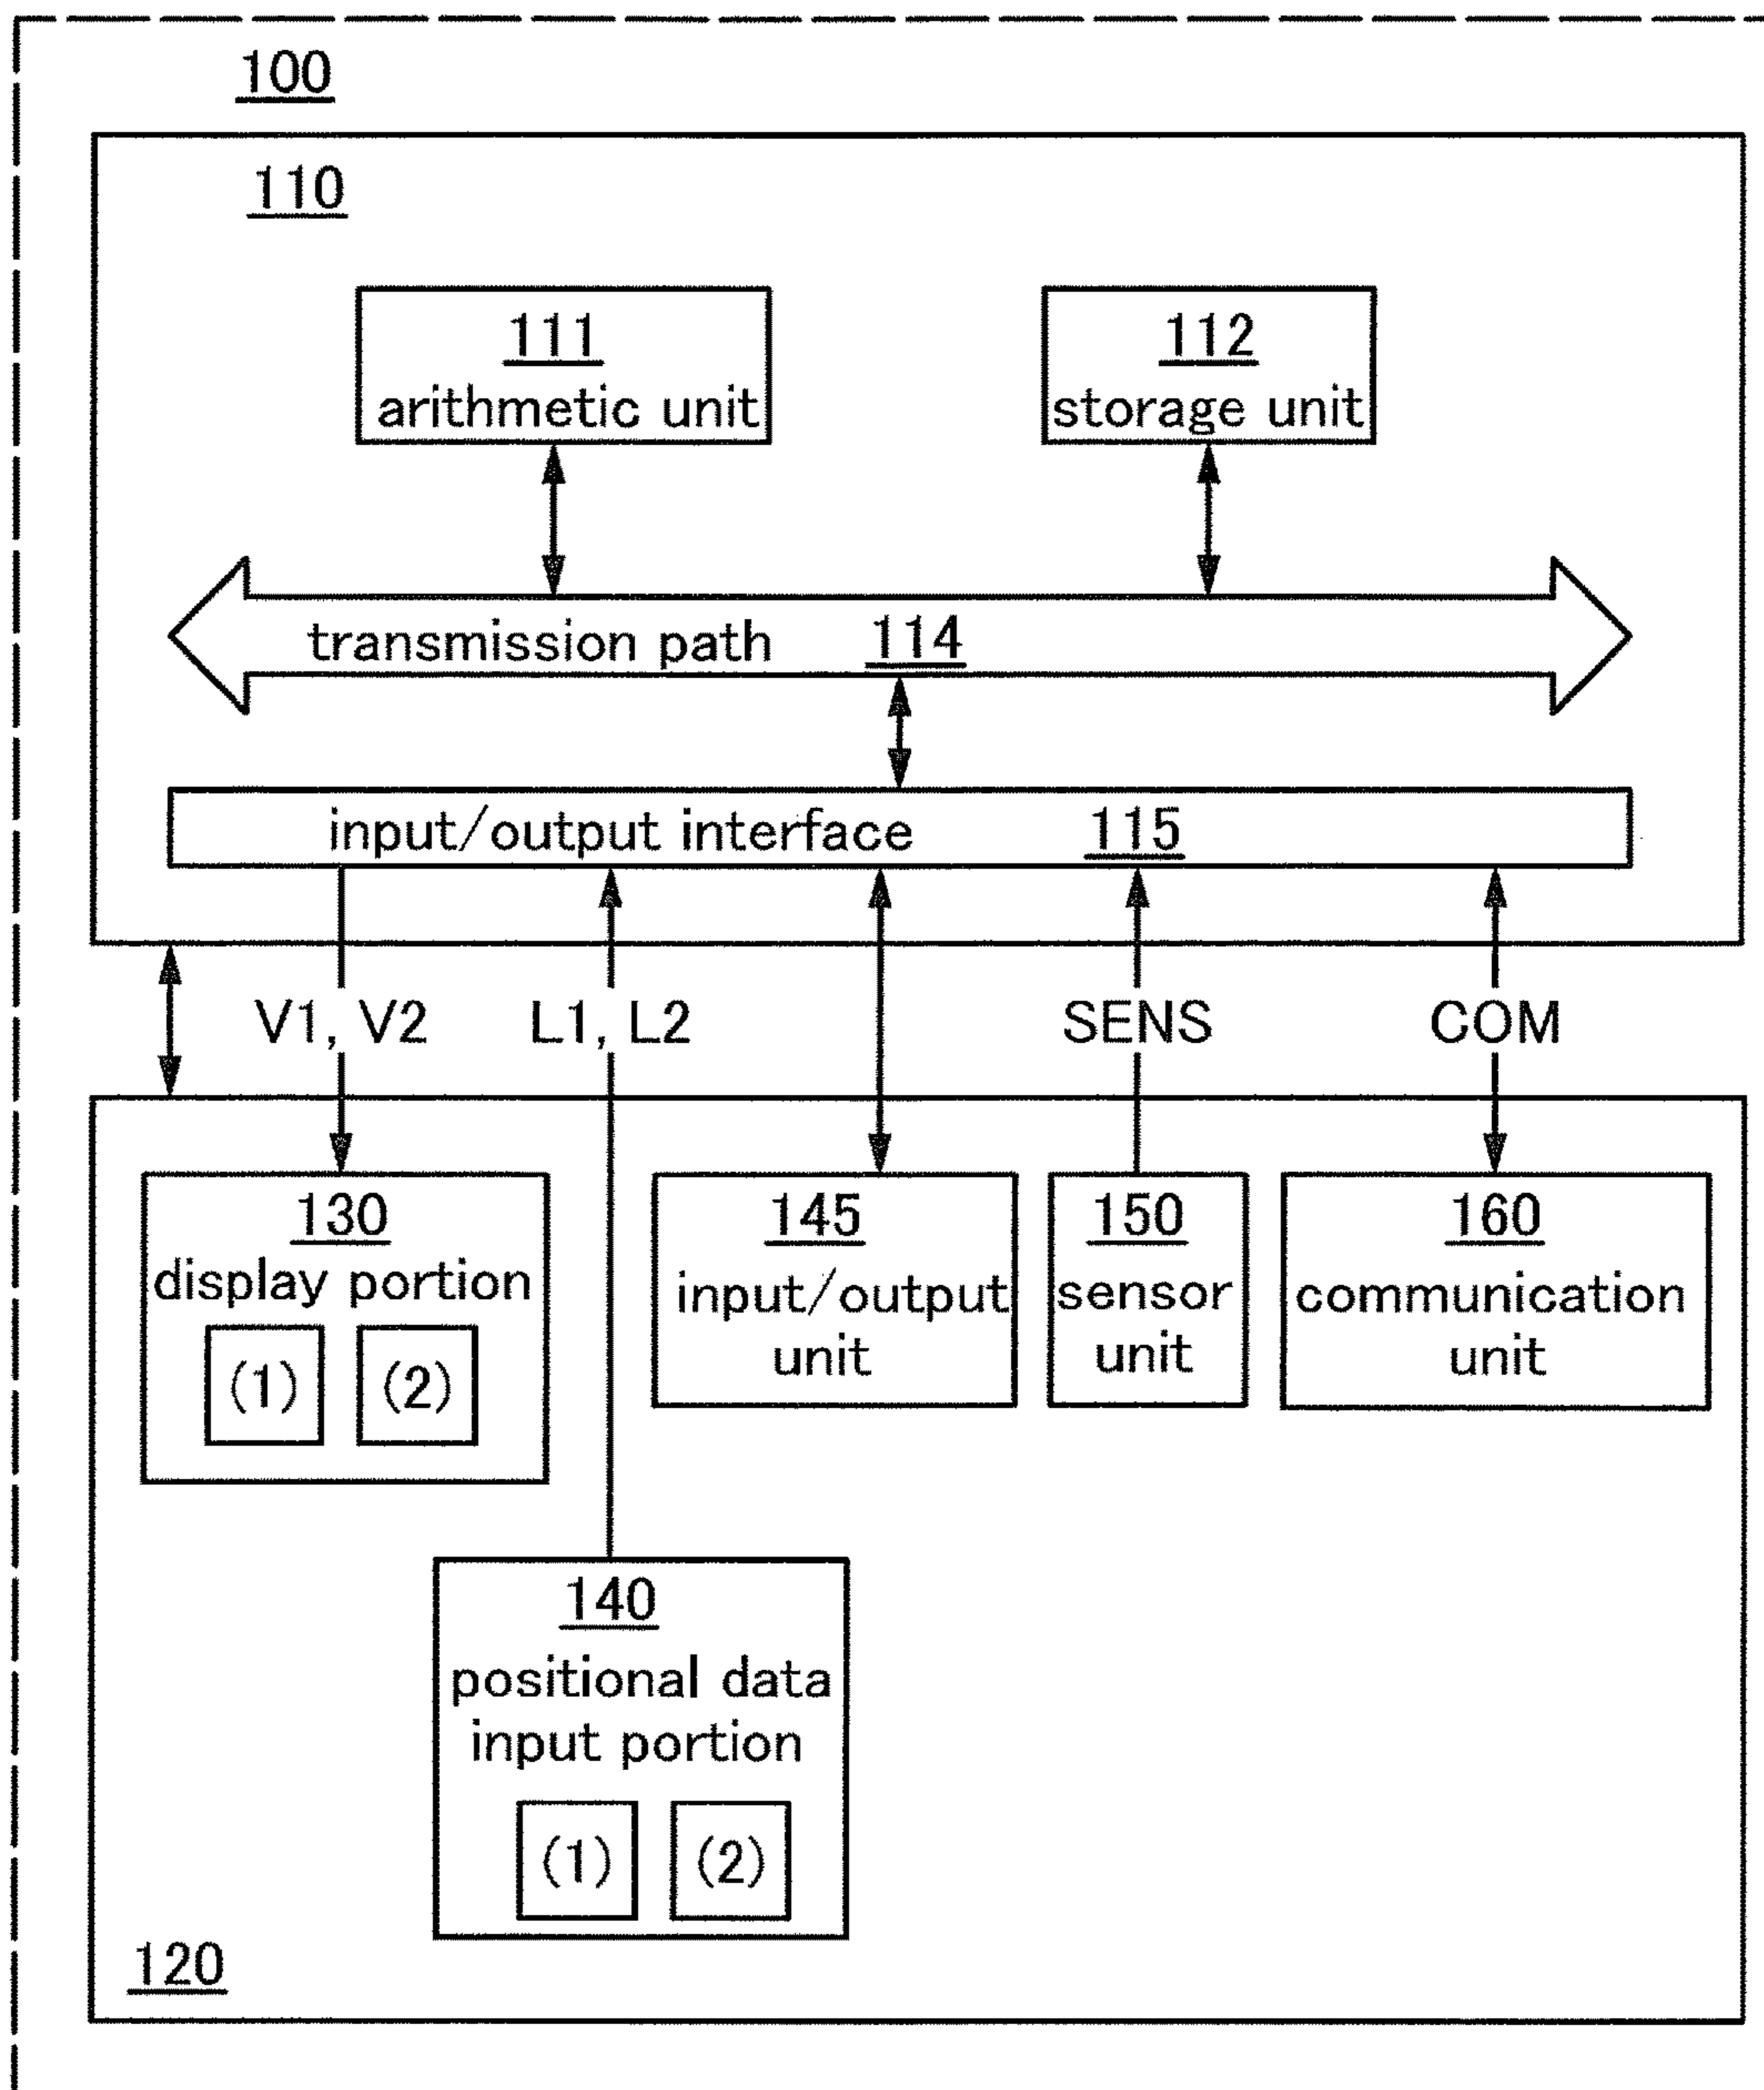 100
110
111
arithmetic unit
112
storage unit
transmission path 114
input/output interface 115
V1, V2
L1, L2
SENS
COM
130
display portion
(1) (2)
145
input/output
unit
150
sensor
unit
160
communication
unit
140
positional data
input portion
(1) (2)
120